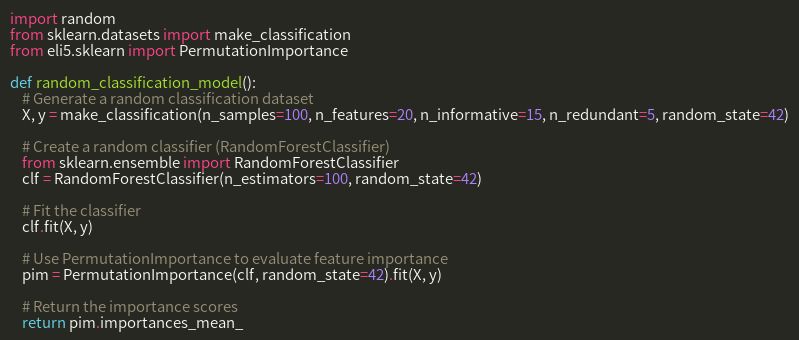 import random
from sklearn.datasets import make_classification
from eli5.sklearn import PermutationImportance

def random_classification_model():
    # Generate a random classification dataset
    X, y = make_classification(n_samples=100, n_features=20, n_informative=15, n_redundant=5, random_state=42)

    # Create a random classifier (RandomForestClassifier)
    from sklearn.ensemble import RandomForestClassifier
    clf = RandomForestClassifier(n_estimators=100, random_state=42)

    # Fit the classifier
    clf.fit(X, y)

    # Use PermutationImportance to evaluate feature importance
    pim = PermutationImportance(clf, random_state=42).fit(X, y)

    # Return the importance scores
    return pim.importances_mean_